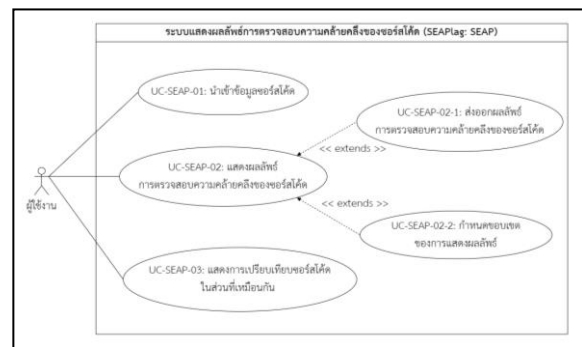 ระบบแสดงผลลัพธ์การตรวจสอบความคล้ายคลึงของซอร์สโค้ด (SEAPlag: SEAP)
UC-SEAP-01: นำเข้าข้อมูลซอร์สโค้ด
UC-SEAP-02-1: ส่งออกผลลัพธ์
การตรวจสอบความคล้ายคลึงของซอร์สโค้ด
<< extends >>
UC-SEAP-02: แสดงผลลัพธ์
การตรวจสอบความคล้ายคลึงของซอร์สโค้ด
ผู้ใช้งาน
<< extends >>
UC-SEAP-02-2: กำหนดขอบเขต
ของการแสดงผลลัพธ์
UC-SEAP-03: แสดงการเปรียบเทียบซอร์สโค้ด
ในส่วนที่เหมือนกัน